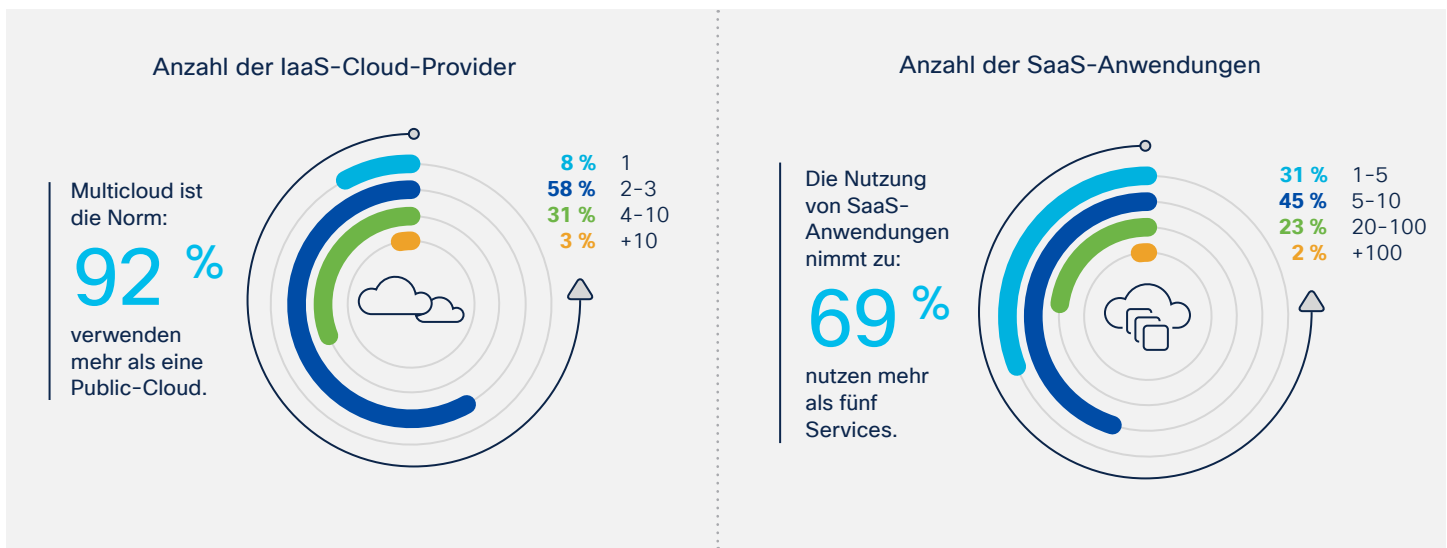 Anzahl der IaaS-Cloud-Provider
Multicloud ist
die Norm:
92 %
verwenden
mehr als eine
Public-Cloud.
8 % 1
58 % 2-3
31 % 4-10
3 % +10
Anzahl der SaaS-Anwendungen
Die Nutzung
von SaaS-
Anwendungen
nimmt zu:
69 %
nutzen mehr
als fünf
Services.
31 % 1-5
45 % 5-10
23 % 20-100
2 % +100